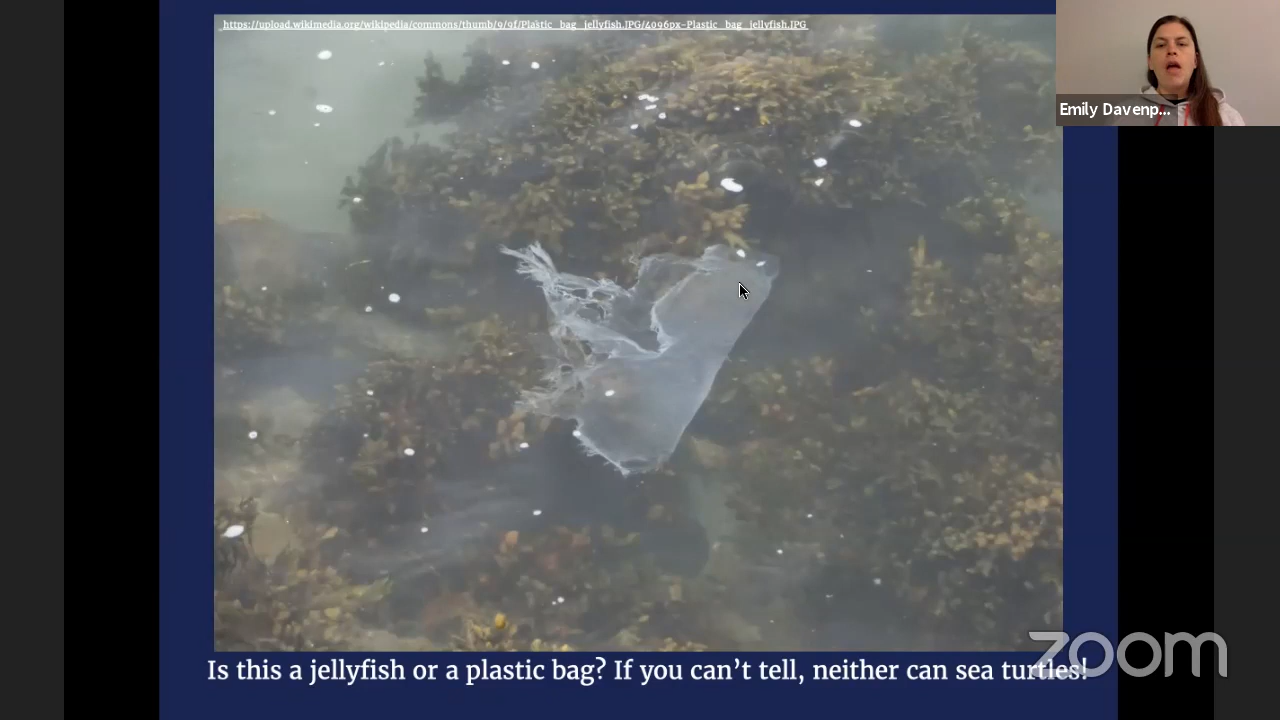 https://upload.wikimedia.org/wikipedia/commons/thumb/9/9f/Plastic_bag_jellyfish.JPG/4096px-Plastic_bag_jellyfish.JPG
Emily Davenp...
Is this a jellyfish or a plastic bag? If you can’t tell, neither can sea turtles!
zoom